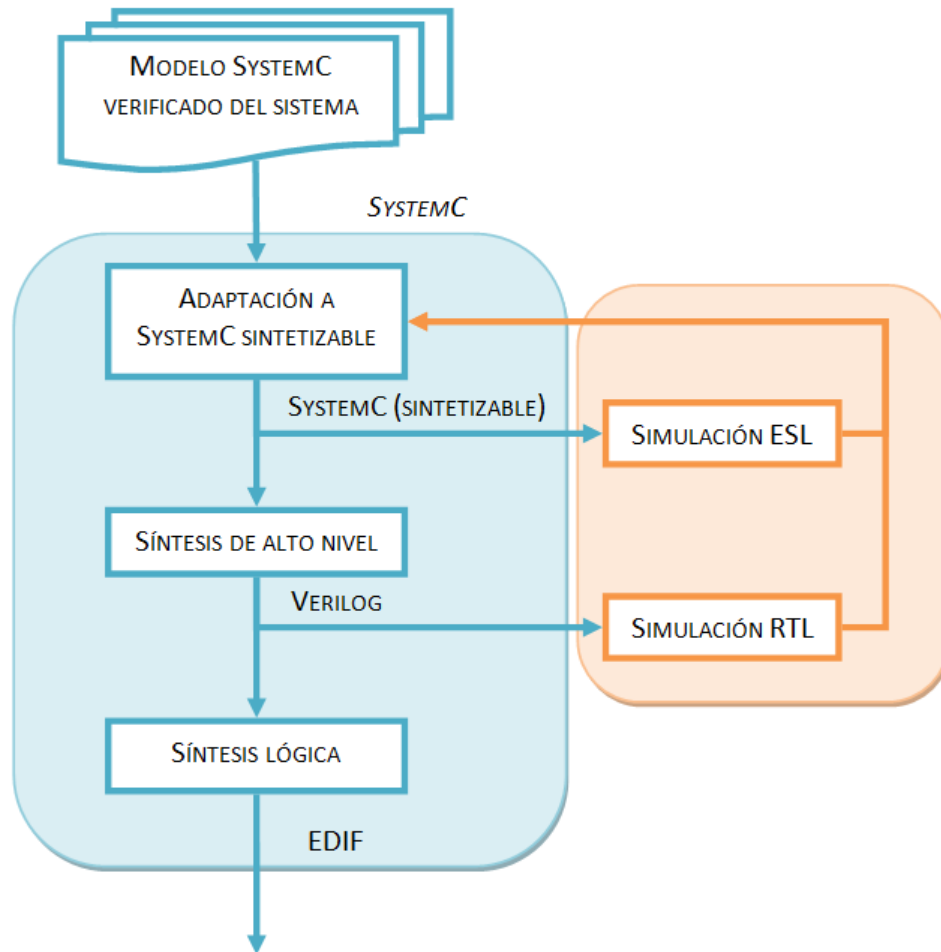 MODELO SYSTEMC
VERIFICADO DEL SISTEMA
SYSTEMC
ADAPTACIÓN A
SYSTEMC SINTETIZABLE
SYSTEMC (SINTETIZABLE)
SIMULACIÓN ESL
SÍNTESIS DE ALTO NIVEL
VERILOG
SIMULACIÓN RTL
SÍNTESIS LÓGICA
EDIF